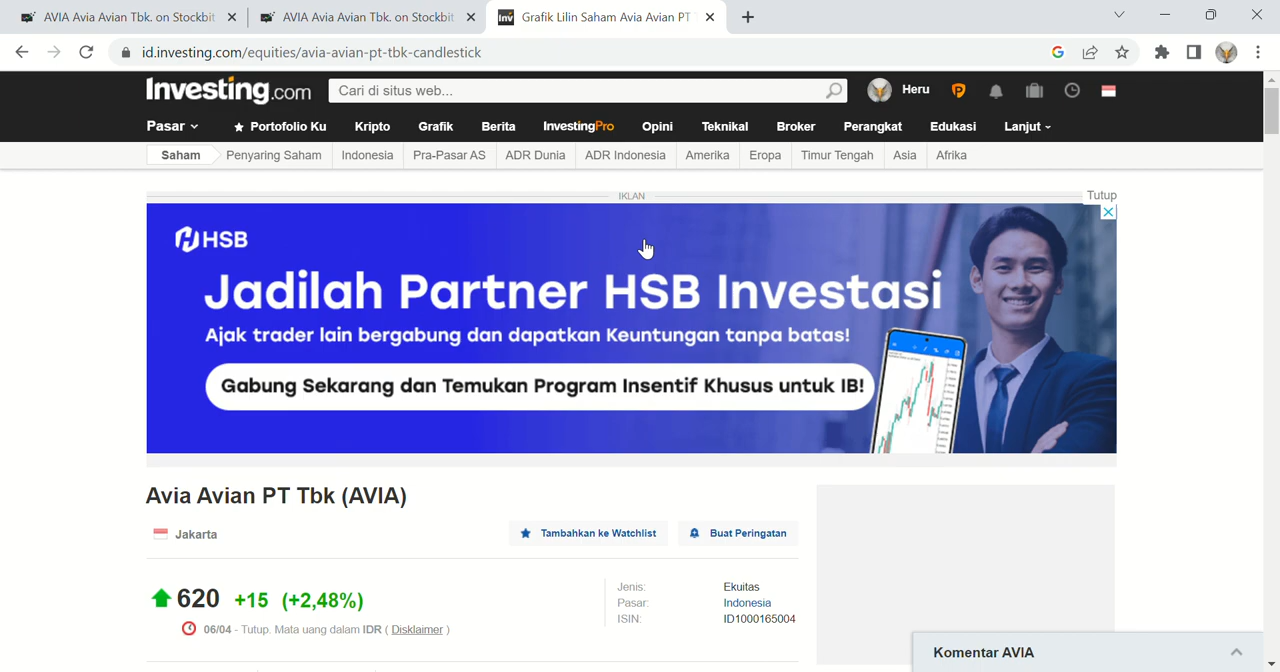 AVIA Avia Avian Tbk. on Stockbit
AVIA Avia Avian Tbk. on Stockbit
Grafik Lilin Saham Avia Avian PT
id.investing.com/equities/avia-avian-pt-tbk-candlestick
Investing.com
Cari di situs web...
Heru
Pasar
Portofolio Ku
Kripto
Grafik
Berita
InvestingPro
Opini
Teknikal
Broker
Perangkat
Edukasi
Lanjut
Saham
Penyaring Saham
Indonesia
Pra-Pasar AS
ADR Dunia
ADR Indonesia
Amerika
Eropa
Timur Tengah
Asia
Afrika
IKLAN
Tutup
HSB
Jadilah Partner HSB Investasi
Ajak trader lain bergabung dan dapatkan Keuntungan tanpa batas!
Gabung Sekarang dan Temukan Program Insentif Khusus untuk IB!
Avia Avian PT Tbk (AVIA)
Jakarta
Tambahkan ke Watchlist
Buat Peringatan
620 +15 (+2,48%)
06/04 - Tutup. Mata uang dalam IDR ( Disklaimer )
Jenis: Ekuitas
Pasar: Indonesia
ISIN: ID1000165004
Komentar AVIA